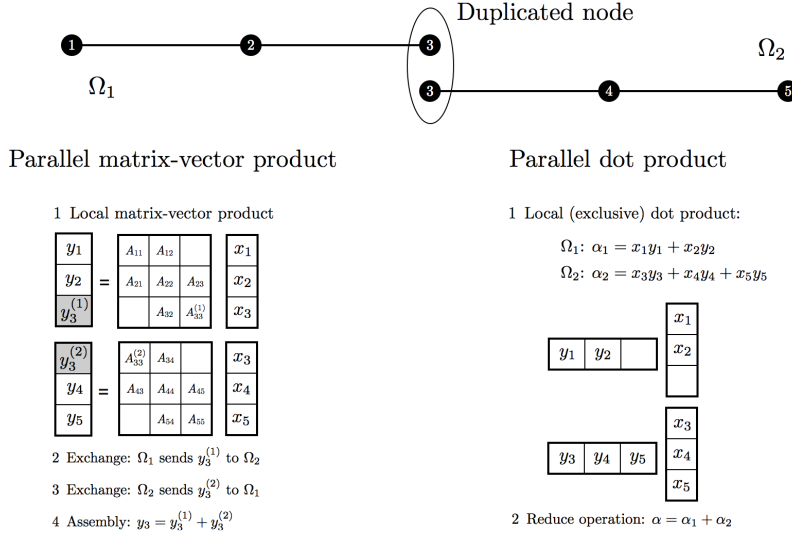 Duplicated node
1 2 3
Ω₁
Ω₂
3 4 5
Parallel matrix-vector product
1 Local matrix-vector product
y₁ A₁₁ A₁₂ x₁
y₂ = A₂₁ A₂₂ A₂₃ x₂
y₃⁽¹⁾ A₃₂ A₃₃⁽¹⁾ x₃
y₃⁽²⁾ A₃₃⁽²⁾ A₃₄ x₃
y₄ = A₄₃ A₄₄ A₄₅ x₄
y₅ A₅₄ A₅₅ x₅
2 Exchange: Ω₁ sends y₃⁽¹⁾ to Ω₂
3 Exchange: Ω₂ sends y₃⁽²⁾ to Ω₁
4 Assembly: y₃ = y₃⁽¹⁾ + y₃⁽²⁾
Parallel dot product
1 Local (exclusive) dot product:
Ω₁: α₁ = x₁y₁ + x₂y₂
Ω₂: α₂ = x₃y₃ + x₄y₄ + x₅y₅
x₁
y₁ y₂ x₂
x₃
y₃ y₄ y₅ x₄
x₅
2 Reduce operation: α = α₁ + α₂